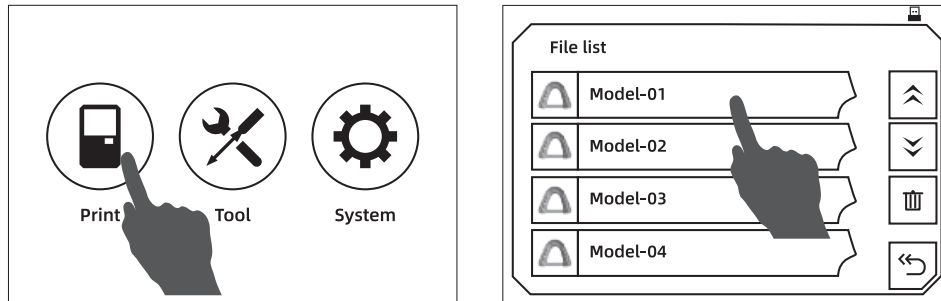 Print
Tool
System
File list
Model-01
Model-02
Model-03
Model-04